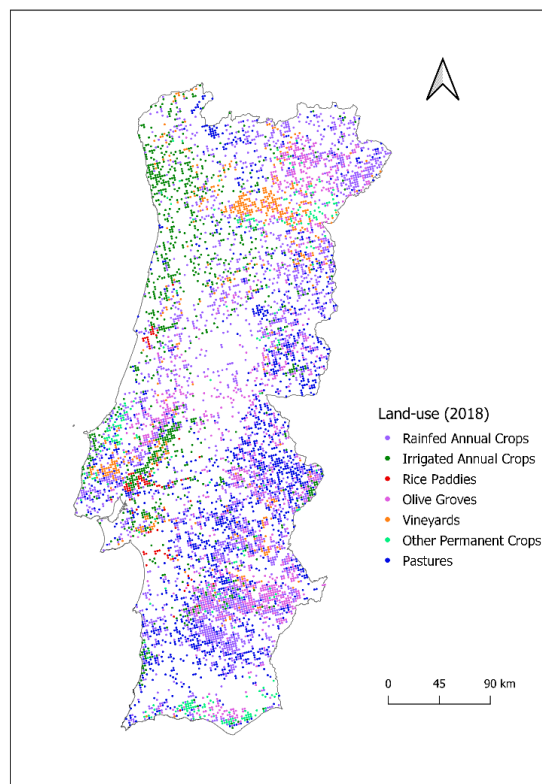 Land-use (2018)
Rainfed Annual Crops
Irrigated Annual Crops
Rice Paddies
Olive Groves
Vineyards
Other Permanent Crops
Pastures
0 45 90 km